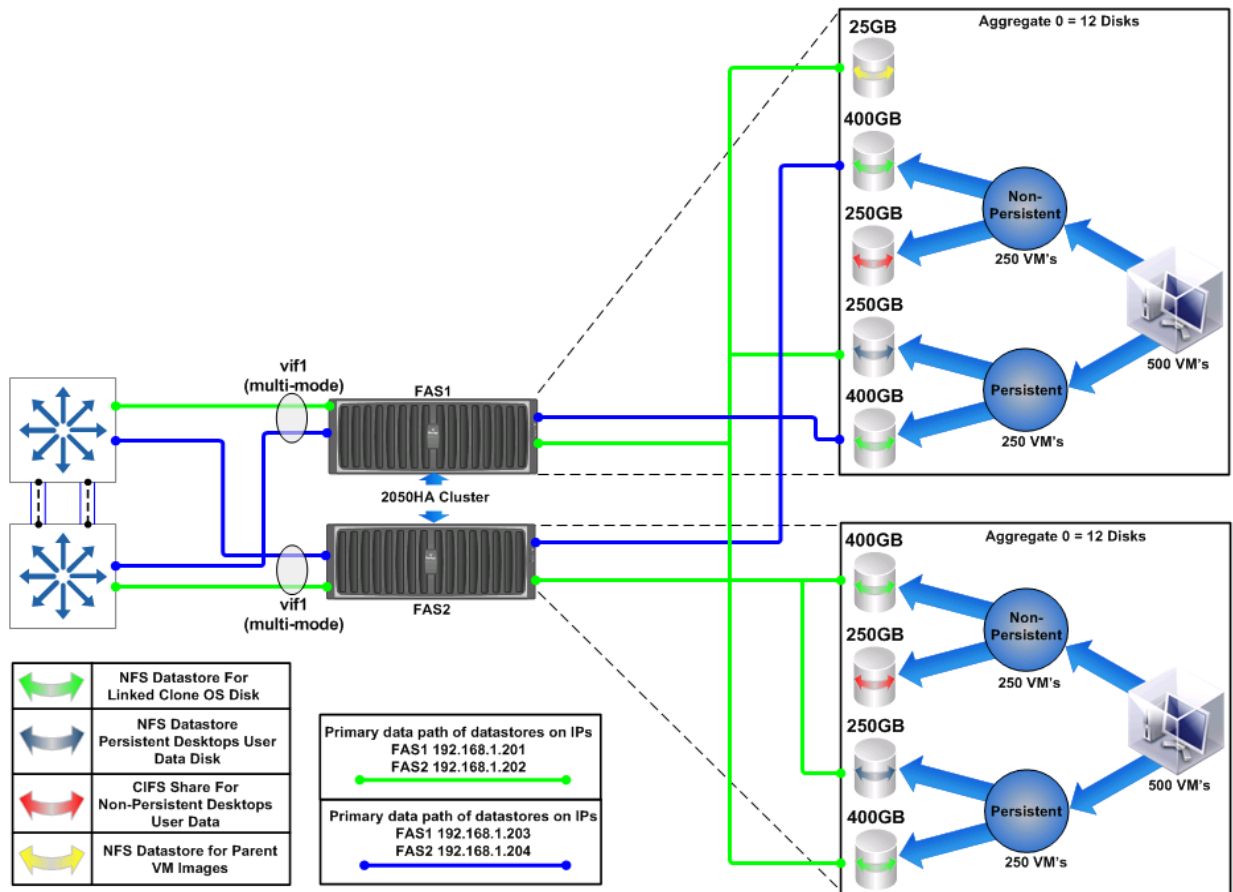 Aggregate 0 = 12 Disks
25GB
400GB
Non-
Persistent
250GB
250 VM's
250GB
500 VM's
Persistent
400GB
250 VM's
vif1
(multi-mode)
FAS1
2050HA Cluster
FAS2
vif1
(multi-mode)
Aggregate 0 = 12 Disks
400GB
Non-
Persistent
250GB
250 VM's
250GB
500 VM's
Persistent
400GB
250 VM's
NFS Datastore For
Linked Clone OS Disk
NFS Datastore
Persistent Desktops User
Data Disk
CIFS Share For
Non-Persistent Desktops
User Data
NFS Datastore for Parent
VM Images
Primary data path of datastores on IPs
FAS1 192.168.1.201
FAS2 192.168.1.202
Primary data path of datastores on IPs
FAS1 192.168.1.203
FAS2 192.168.1.204